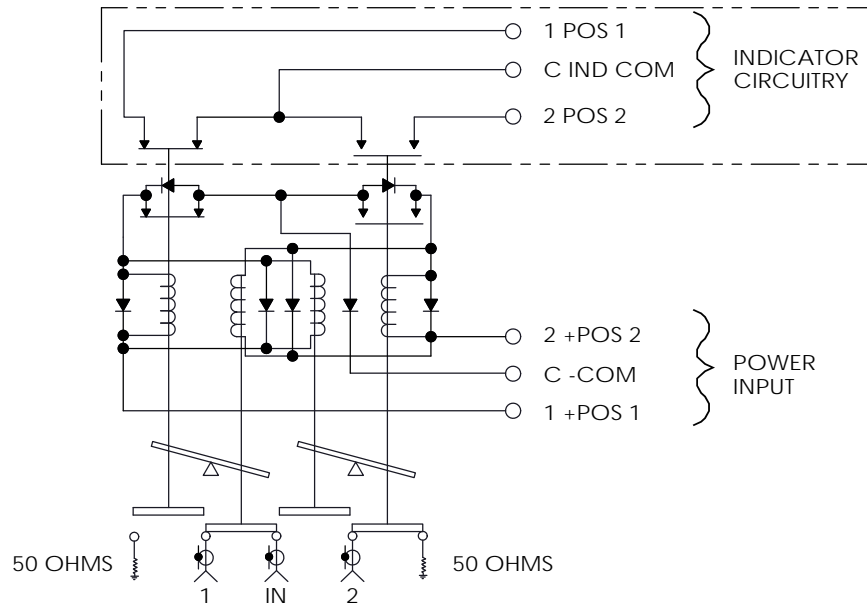 1 POS 1
C IND COM
2 POS 2
INDICATOR
CIRCUITRY
2 +POS 2
C -COM
1 +POS 1
POWER
INPUT
50 OHMS
1
IN
2
50 OHMS